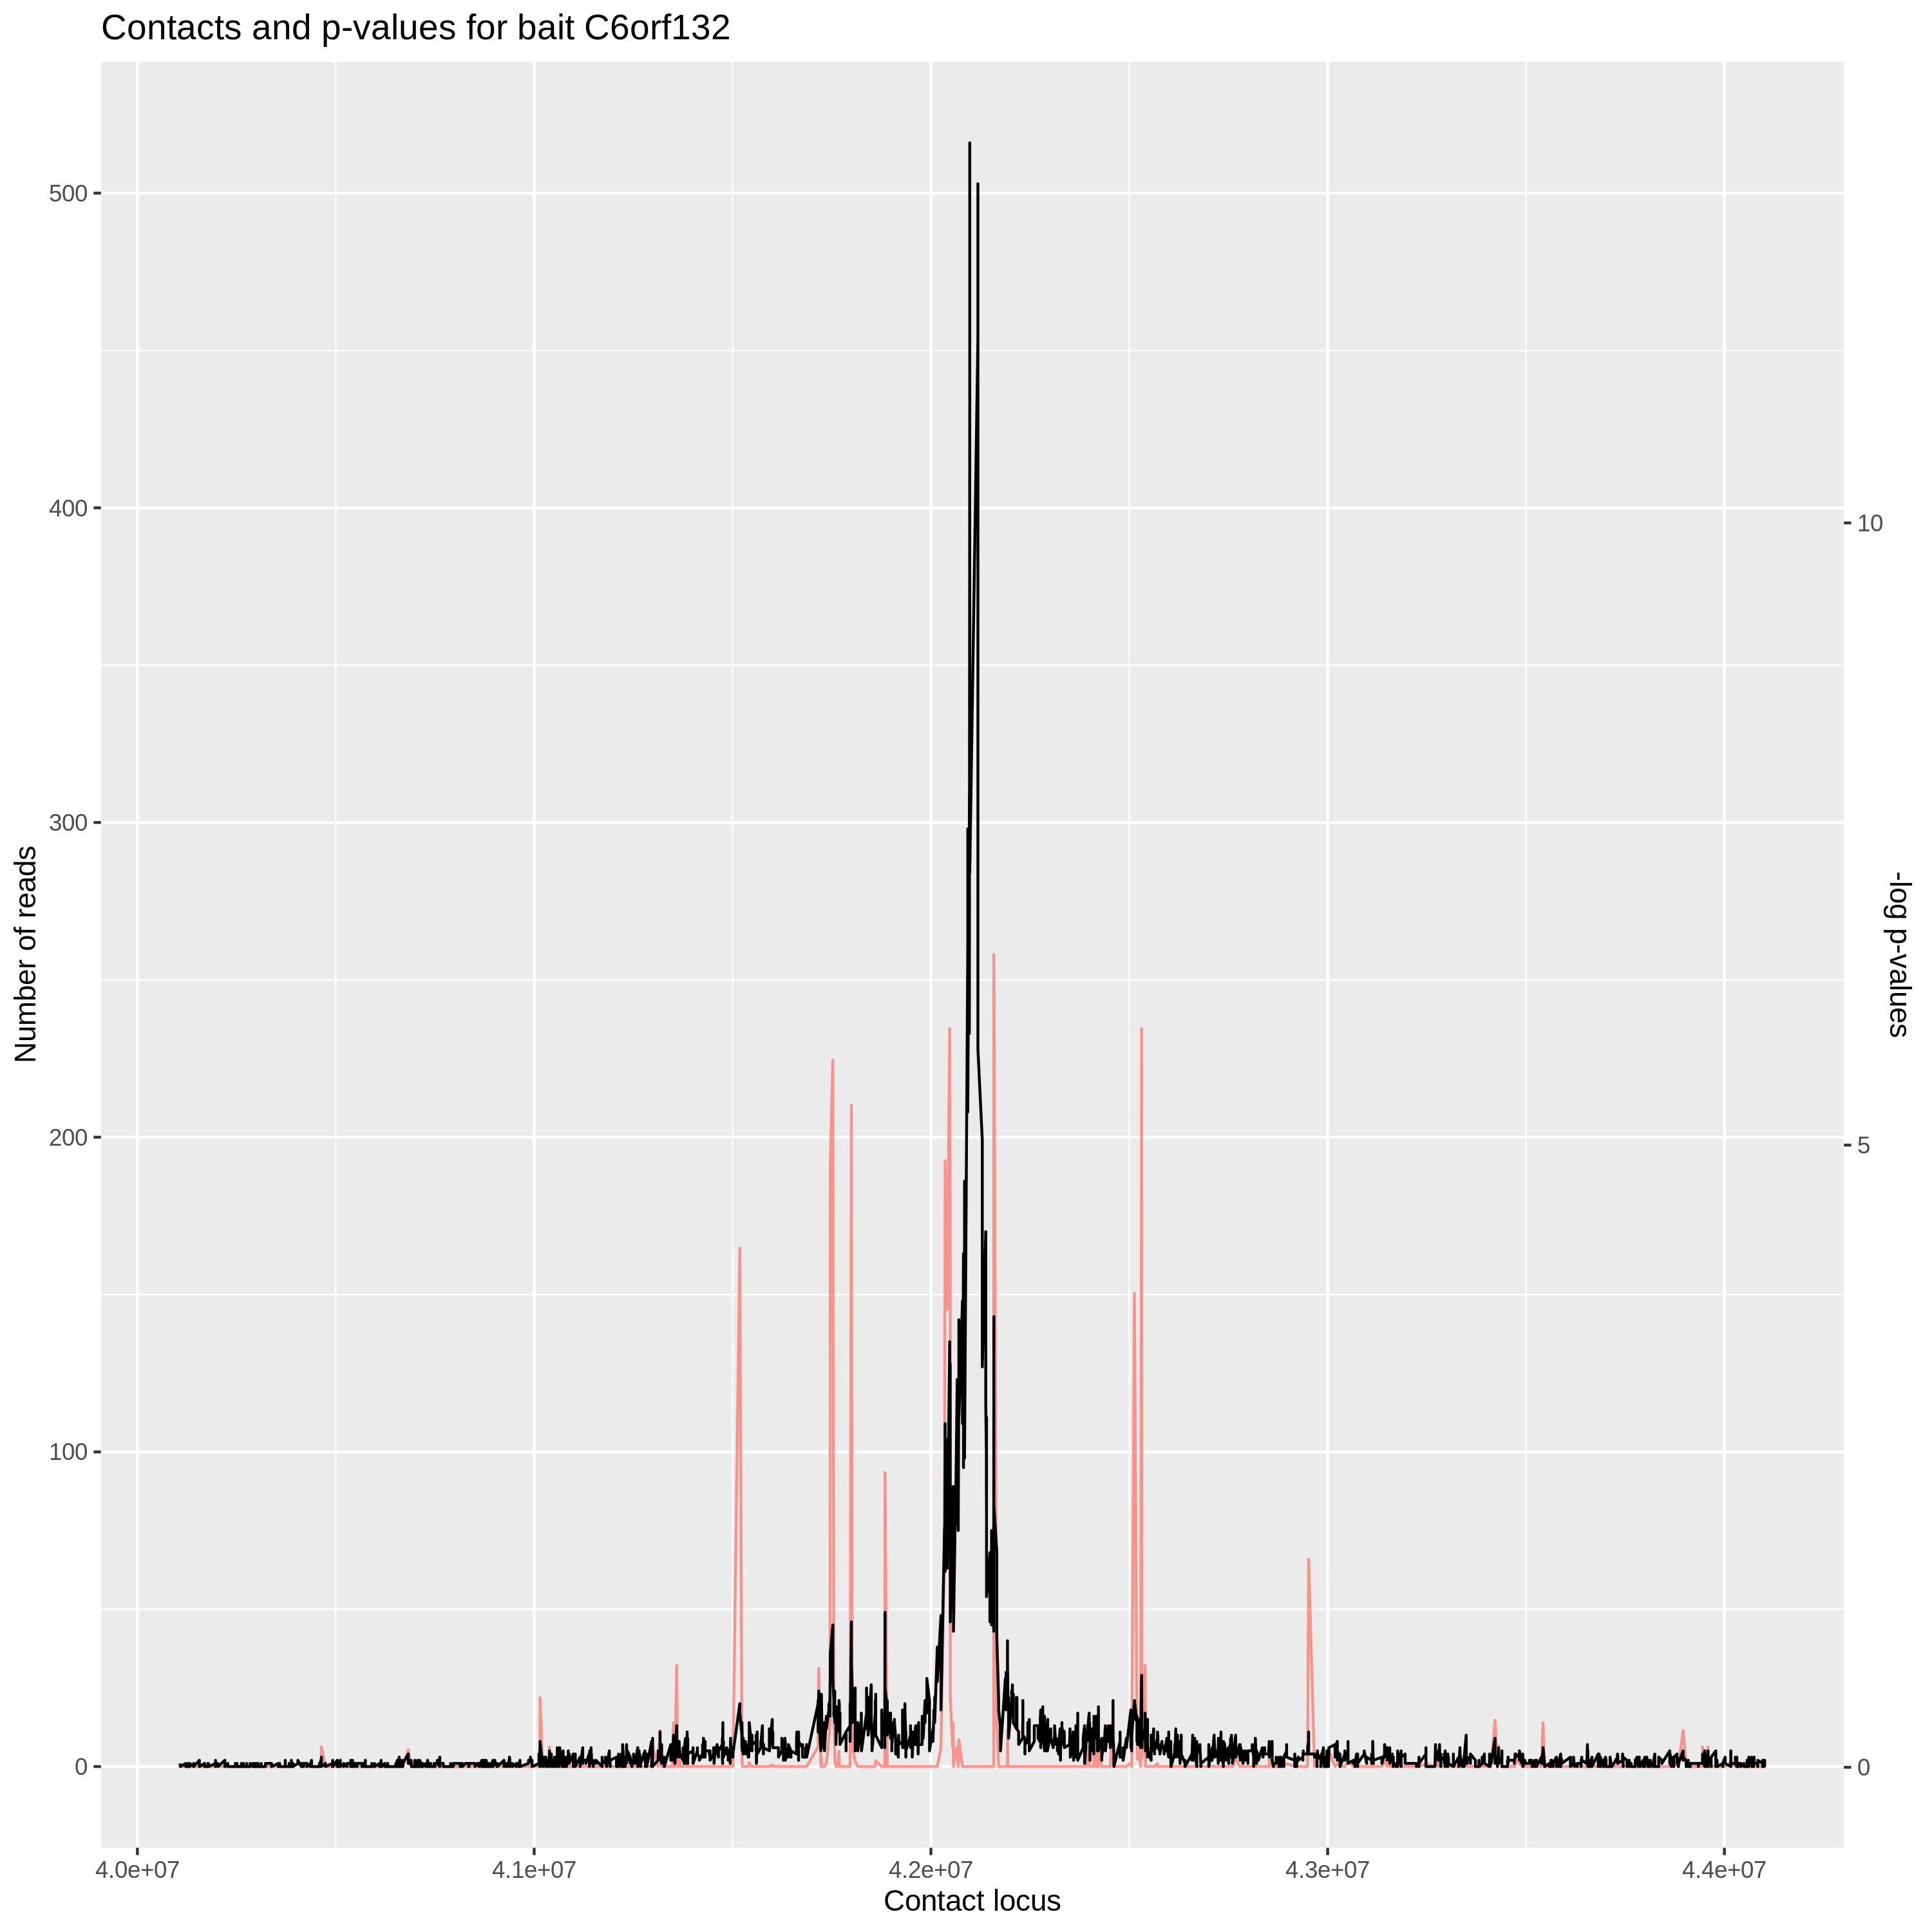 Contacts and p-values for bait C6orf132
Number of reads
500
400
300
200
100
0
10
5
0
-log p-values
4.0e+07 4.1e+07 4.2e+07 4.3e+07 4.4e+07
Contact locus